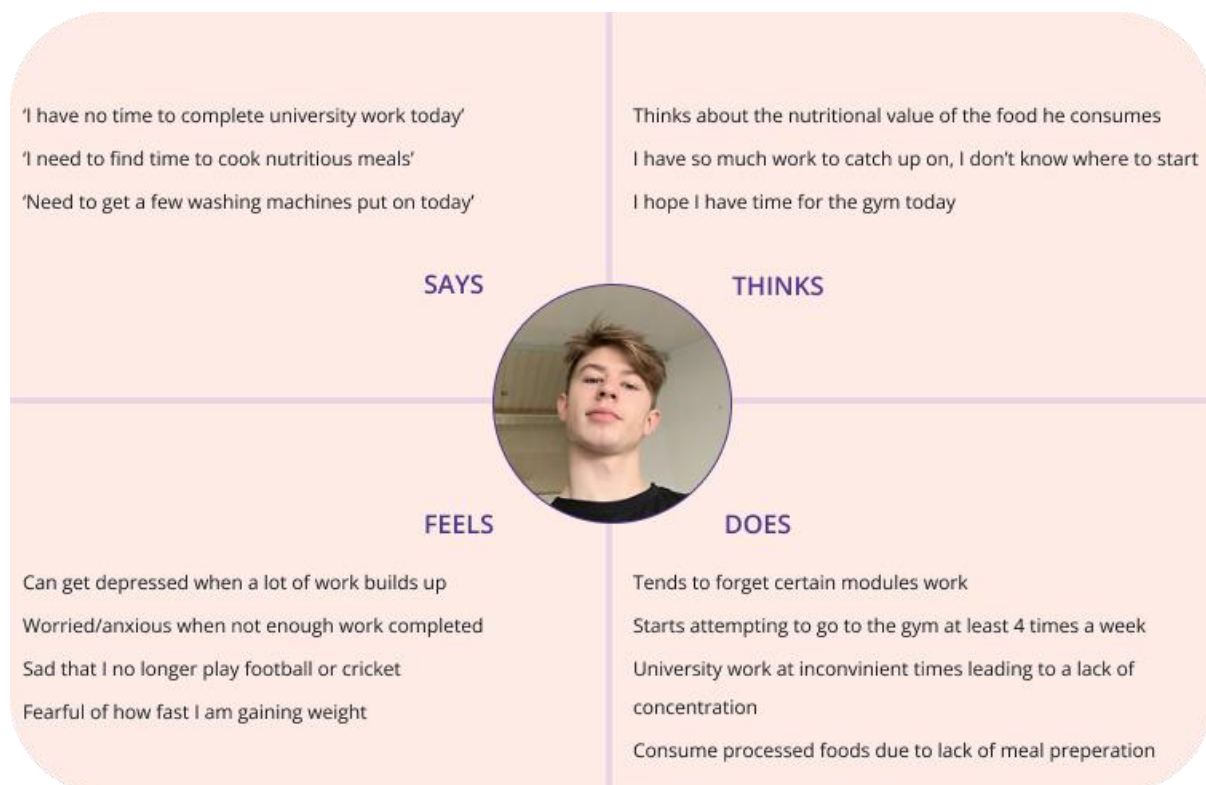 ‘I have no time to complete university work today’
‘I need to find time to cook nutritious meals’
‘Need to get a few washing machines put on today’
SAYS
Thinks about the nutritional value of the food he consumes
I have so much work to catch up on, I don't know where to start
I hope I have time for the gym today
THINKS
FEELS
Can get depressed when a lot of work builds up
Worried/anxious when not enough work completed
Sad that I no longer play football or cricket
Fearful of how fast I am gaining weight
DOES
Tends to forget certain modules work
Starts attempting to go to the gym at least 4 times a week
University work at inconvinient times leading to a lack of
concentration
Consume processed foods due to lack of meal preperation